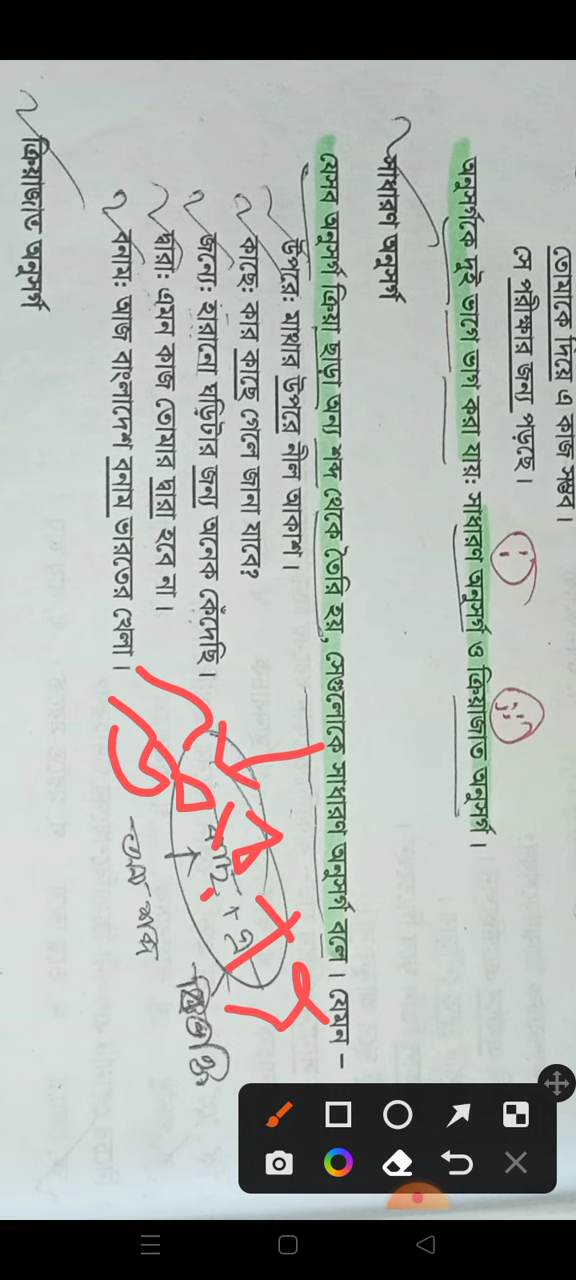 তোমাকে দিয়ে এ কাজ সম্ভব।
সে পরীক্ষার জন্য পড়ছে।
অনুসর্গকে দুই ভাগে ভাগ করা যায়: সাধারণ অনুসর্গ ও ক্রিয়াজাত অনুসর্গ।
সাধারণ অনুসর্গ
যেসব অনুসর্গ ক্রিয়া ছাড়া অন্য শব্দ থেকে তৈরি হয়, সেগুলোকে সাধারণ অনুসর্গ বলে। যেমন –
উপরে: মাথার উপরে নীল আকাশ।
কাছে: কার কাছে গেলে জানা যাবে?
জন্যে: হারানো ঘড়িটার জন্য অনেক কেঁদেছি।
দ্বারা: এমন কাজ তোমার দ্বারা হবে না।
বনাম: আজ বাংলাদেশ বনাম ভারতের খেলা।
ক্রিয়াজাত অনুসর্গ